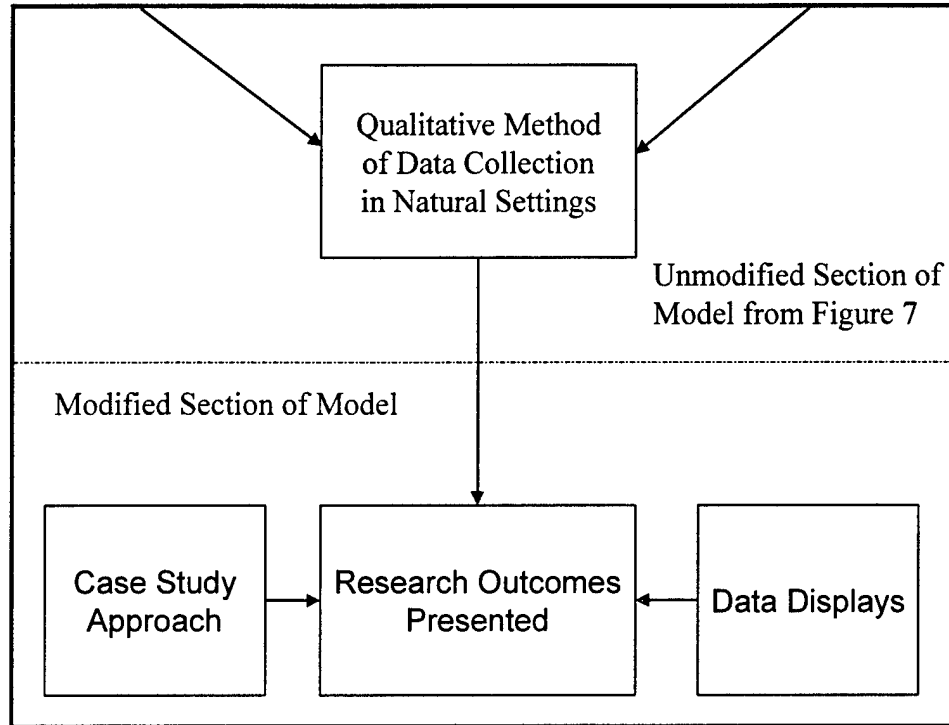 Qualitative Method
of Data Collection
in Natural Settings
Unmodified Section of
Model from Figure 7
Modified Section of Model
Case Study
Approach
Research Outcomes
Presented
Data Displays